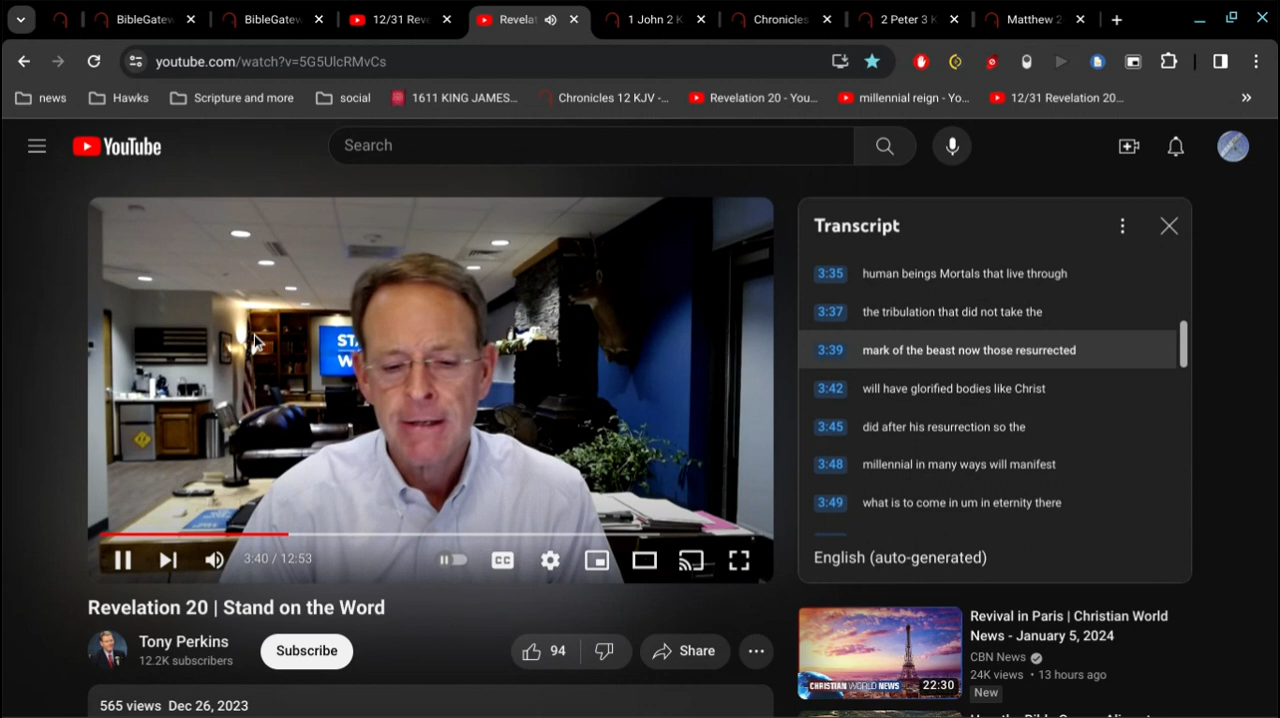 BibleGatew
BibleGatew
12/31 Rev
Revelat
1 John 2 K
Chronicles
2 Peter 3 K
Matthew 2
youtube.com/watch?v=5G5UlcRMvCs
news
Hawks
Scripture and more
social
1611 KING JAMES...
Chronicles 12 KJV -...
Revelation 20 - You...
millennial reign - Yo...
12/31 Revelation 20...
YouTube
Search
Transcript
3:35 human beings Mortals that live through
3:37 the tribulation that did not take the
3:39 mark of the beast now those resurrected
3:42 will have glorified bodies like Christ
3:45 did after his resurrection so the
3:48 millennial in many ways will manifest
3:49 what is to come in um in eternity there
English (auto-generated)
STA
W
3:40 / 12:53
CC
Revelation 20 | Stand on the Word
Tony Perkins
12.2K subscribers
Subscribe
94
Share
565 views Dec 26, 2023
CHRISTIAN WORLD NEWS
22:30
Revival in Paris | Christian World
News - January 5, 2024
CBN News
24K views • 13 hours ago
New